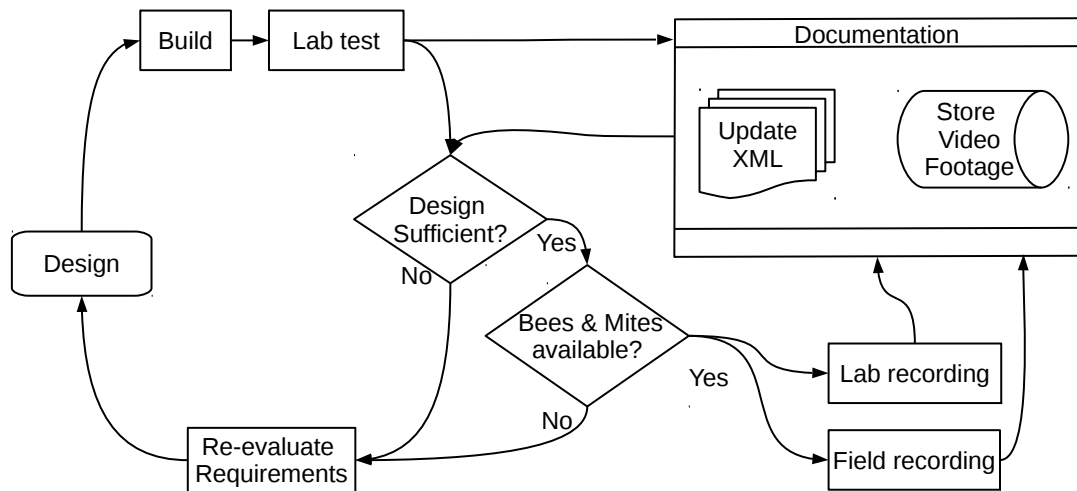 Build
Lab test
Documentation
Update
XML
Store
Video
Footage
Design
Sufficient?
Yes
No
Design
Bees & Mites
available?
Yes
No
Lab recording
Re-evaluate
Requirements
Field recording